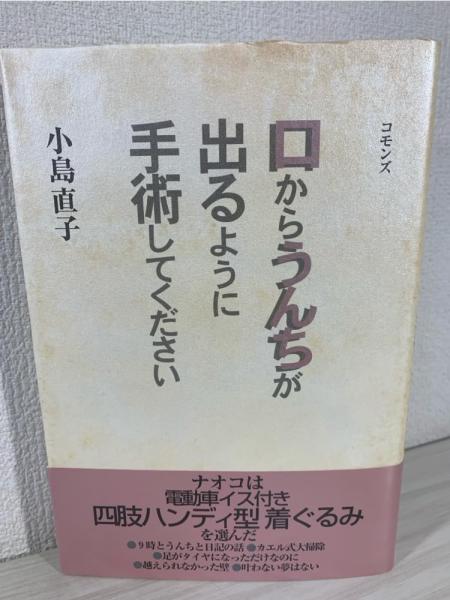 コモンズ
口からうんちが
出るように
手術してください
小島直子
ナオコは
電動車イス付き
四肢ハンディ型 着ぐるみ
を選んだ
●9時とうんちと日記の話●カエル式大掃除
●足がタイヤになっただけなのに
●越えられなかった壁●叶わない夢はない